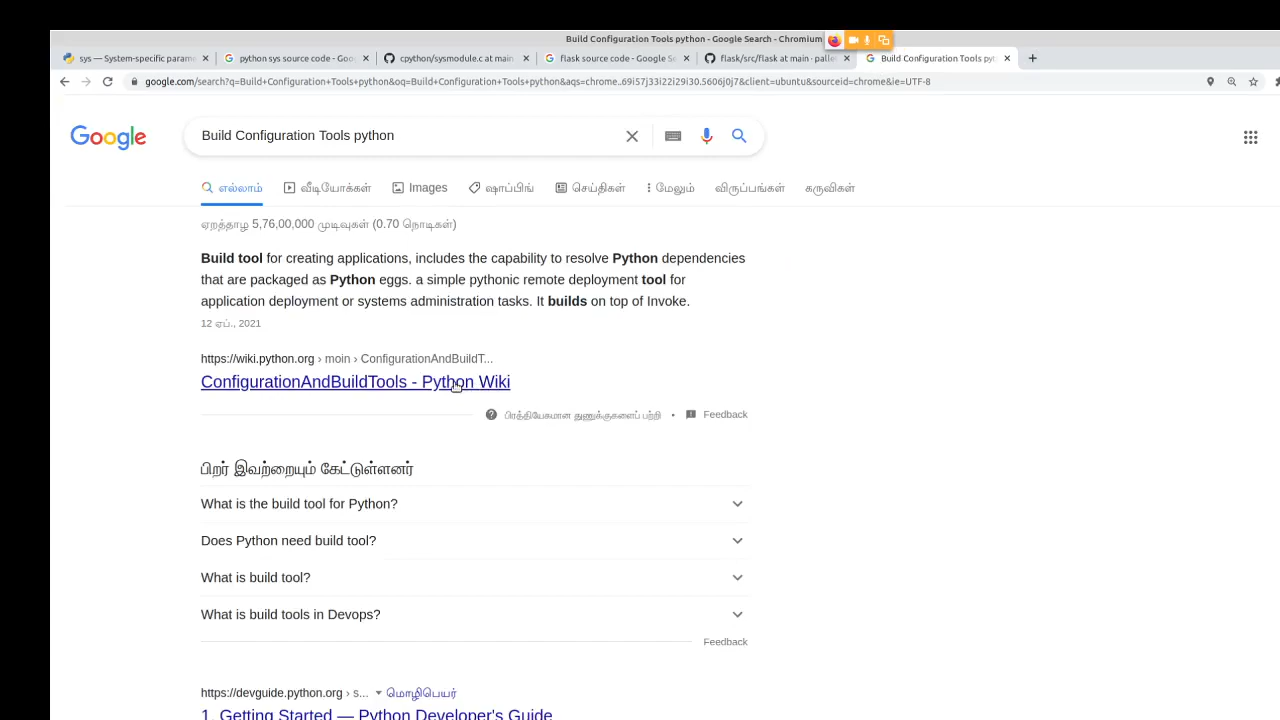 Build Configuration Tools python - Google Search - Chromium
sys — System-specific param
python sys source code - Goo
cpython/sysmodule.c at main
flask source code - Google Se
flask/src/flask at main · palle
Build Configuration Tools pyt
google.com/search?q=Build+Configuration+Tools+python&oq=Build+Configuration+Tools+python&aqs=chrome..69i57j33i22i29i30.5606j0j7&client=ubuntu&sourceid=chrome&ie=UTF-8
Google
Build Configuration Tools python
எல்லாம் வீடியோக்கள் Images ஷாப்பிங் செய்திகள் மேலும் விருப்பங்கள் கருவிகள்
ஏறத்தாழ 5,76,00,000 முடிவுகள் (0.70 நொடிகள்)
Build tool for creating applications, includes the capability to resolve Python dependencies
that are packaged as Python eggs. a simple pythonic remote deployment tool for
application deployment or systems administration tasks. It builds on top of Invoke.
12 ஏப்., 2021
https://wiki.python.org › moin › ConfigurationAndBuildT...
ConfigurationAndBuildTools - Python Wiki
பிரத்தியேகமான துணுக்குகளைப் பற்றி • Feedback
பிறர் இவற்றையும் கேட்டுள்ளனர்
What is the build tool for Python?
Does Python need build tool?
What is build tool?
What is build tools in Devops?
Feedback
https://devguide.python.org › s... மொழிபெயர்
1. Getting Started — Python Developer's Guide